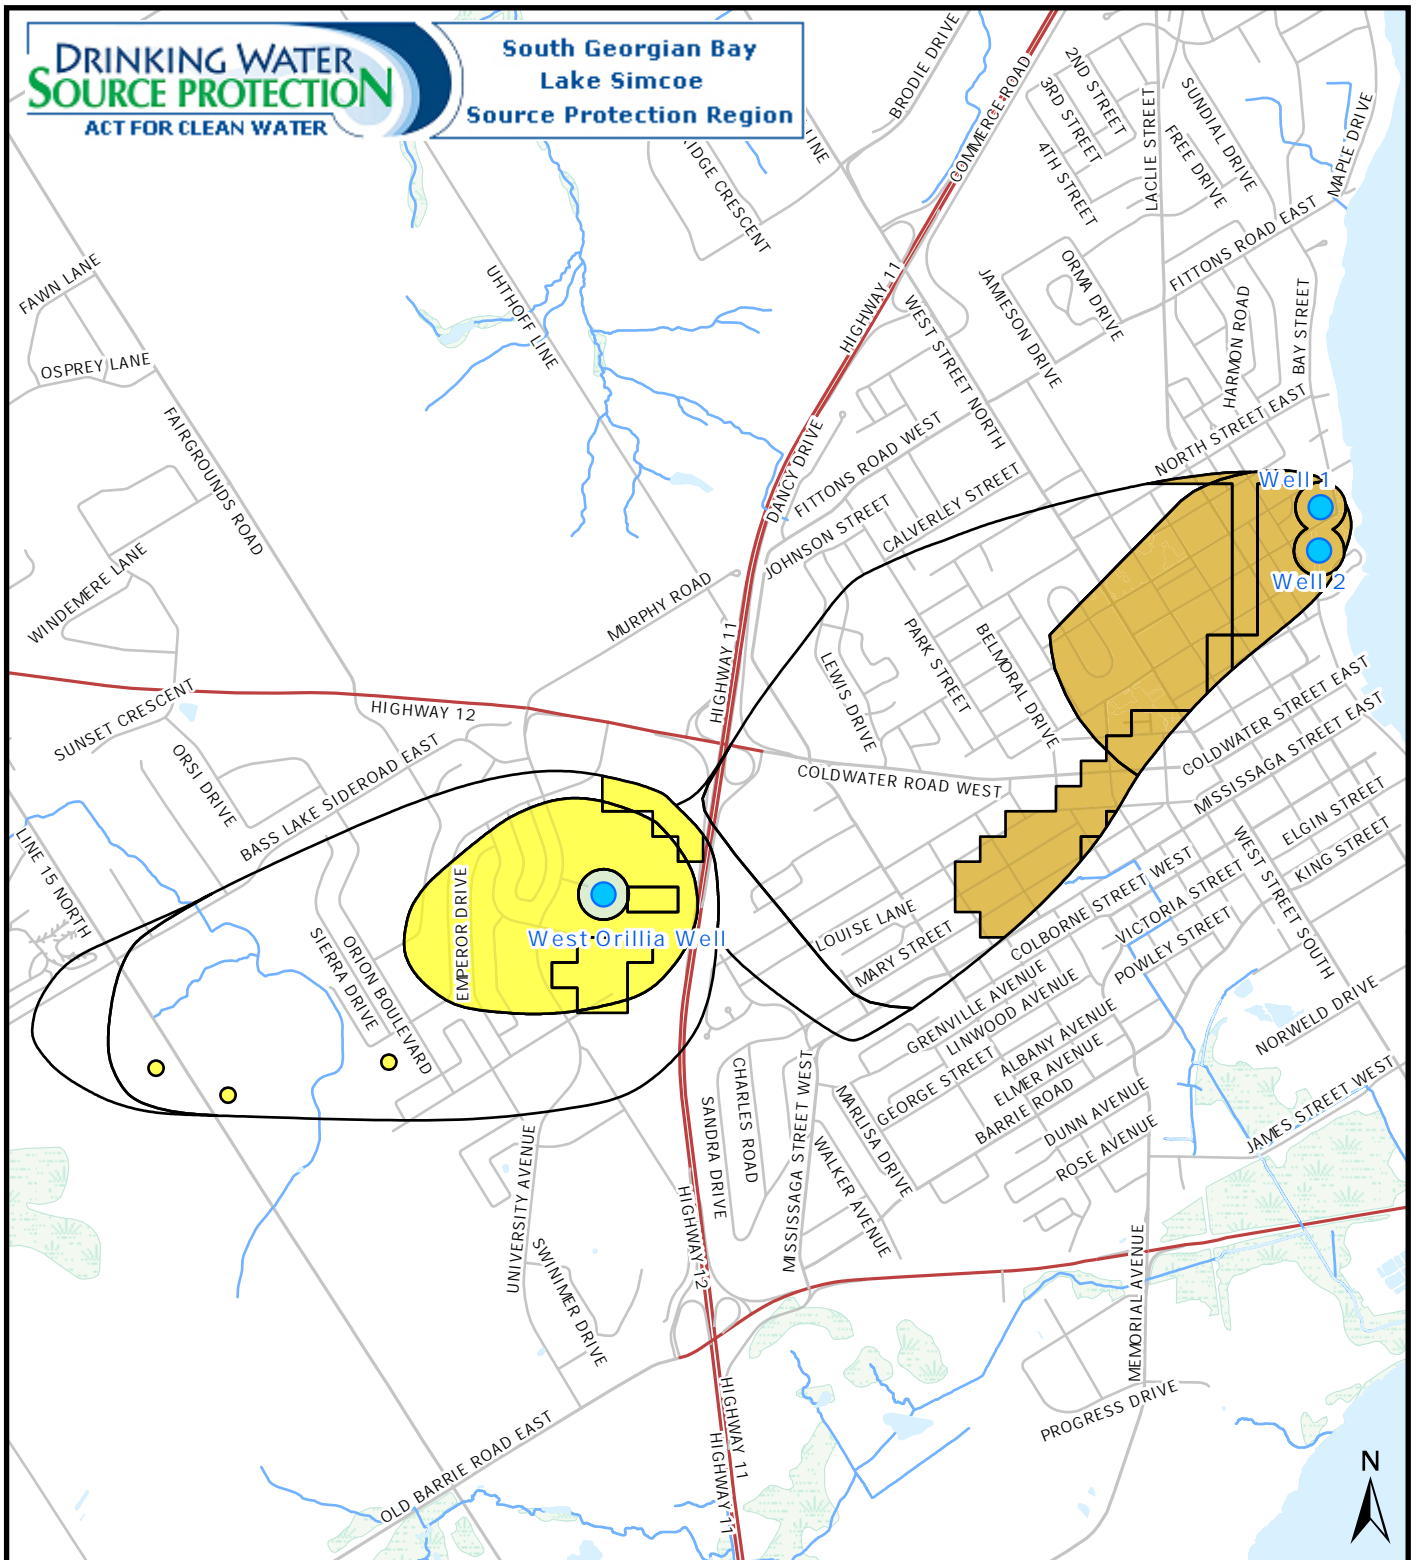 DRINKING WATER
SOURCE PROTECTION
ACT FOR CLEAN WATER
South Georgian Bay
Lake Simcoe
Source Protection Region
BRODIE DRIVE
COMMERCE ROAD
2ND STREET
3RD STREET
4TH STREET
LACLIE STREET
SUNDIAL DRIVE
FREE DRIVE
MAPLE DRIVE
LINE
IDGE CRESCENT
FITTONS ROAD EAST
FAWN LANE
UHTHOFF LINE
HIGHWAY 11
WEST STREET NORTH
JAMIESON DRIVE
ORMA DRIVE
HARMON ROAD
BAY STREET
OSPREY LANE
FAIRGROUNDS ROAD
NORTH STREET EAST
DANCY DRIVE
FITTONS ROAD WEST
JOHNSON STREET
CALVERLEY STREET
Well 1
Well 2
WINDEMERE LANE
MURPHY ROAD
HIGHWAY 11
LEWIS DRIVE
PARK STREET
BELMORAL DRIVE
SUNSET CRESCENT
HIGHWAY 12
COLDWATER STREET EAST
MISSISSAGA STREET EAST
ORSI DRIVE
BASS LAKE SIDEROAD EAST
COLDWATER ROAD WEST
ELGIN STREET
KING STREET
LINE 15 NORTH
EMPEROR DRIVE
West Orillia Well
SIERRA DRIVE
ORION BOULEVARD
LOUISE LANE
MARY STREET
COLBORNE STREET WEST
VICTORIA STREET
POWLEY STREET
WEST STREET SOUTH
GRENVILLE AVENUE
LINWOOD AVENUE
GEORGE STREET
ALBANY AVENUE
ELMER AVENUE
BARRIE ROAD
DUNN AVENUE
ROSE AVENUE
NORWELD DRIVE
JAMES STREET WEST
CHARLES ROAD
SANDRA DRIVE
MISSISSAGA STREET WEST
MARLISA DRIVE
WALKER AVENUE
UNIVERSITY AVENUE
SWINIMER DRIVE
HIGHWAY 12
MEMORIAL AVENUE
PROGRESS DRIVE
OLD BARRIE ROAD EAST
HIGHWAY 11
HIGHWAY 11
N